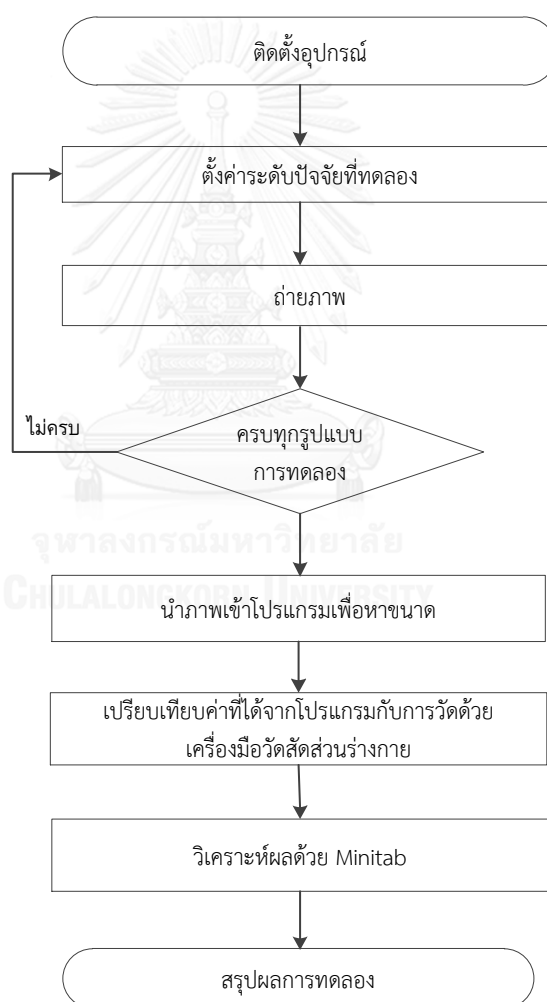 ติดตั้งอุปกรณ์
ตั้งค่าระดับปัจจัยที่ทดลอง
ถ่ายภาพ
ไม่ครบ
ครบทุกรูปแบบ
การทดลอง
จุฬาลงกรณ์มหาวิทยาลัย
CHULALONGKORN UNIVERSITY
นำภาพเข้าโปรแกรมเพื่อหาขนาด
เปรียบเทียบค่าที่ได้จากโปรแกรมกับการวัดด้วย
เครื่องมือวัดสัดส่วนร่างกาย
วิเคราะห์ผลด้วย Minitab
สรุปผลการทดลอง